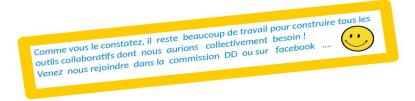 Comme vous le constatez, il reste beaucoup de travail pour construire tous les
outils collaboratifs dont nous aurions collectivement besoin !
Venez nous rejoindre dans la commission DD ou sur facebook ....